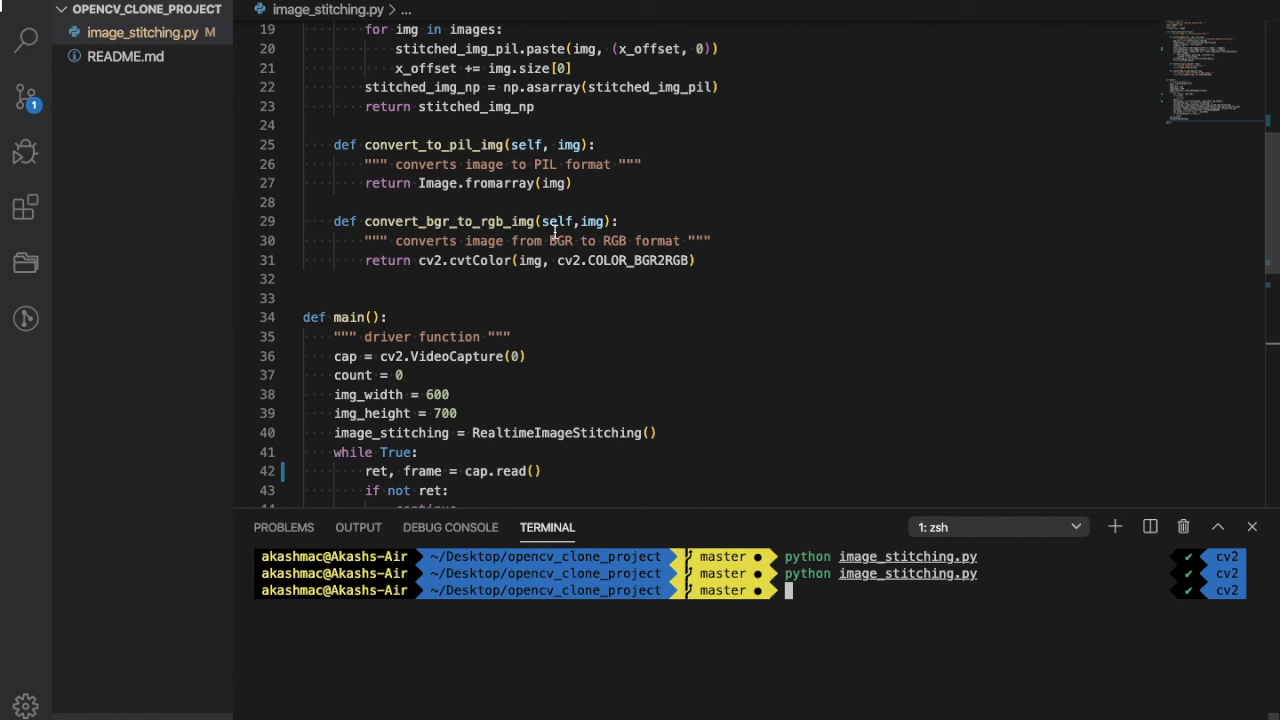 OPENCV_CLONE_PROJECT
image_stitching.py M
README.md
1
image_stitching.py > ...
19 for img in images:
20 stitched_img_pil.paste(img, (x_offset, 0))
21 x_offset += img.size[0]
22 stitched_img_np = np.asarray(stitched_img_pil)
23 return stitched_img_np
24
25 def convert_to_pil_img(self, img):
26 """ converts image to PIL format """
27 return Image.fromarray(img)
28
29 def convert_bgr_to_rgb_img(self,img):
30 """ converts image from BGR to RGB format """
31 return cv2.cvtColor(img, cv2.COLOR_BGR2RGB)
32
33
34 def main():
35 """ driver function """
36 cap = cv2.VideoCapture(0)
37 count = 0
38 img_width = 600
39 img_height = 700
40 image_stitching = RealtimeImageStitching()
41 while True:
42 ret, frame = cap.read()
43 if not ret:
44 continue
PROBLEMS OUTPUT DEBUG CONSOLE TERMINAL 1: zsh
akashmac@Akashs-Air ~/Desktop/opencv_clone_project master ● python image_stitching.py ✔ cv2
akashmac@Akashs-Air ~/Desktop/opencv_clone_project master ● python image_stitching.py ✔ cv2
akashmac@Akashs-Air ~/Desktop/opencv_clone_project master ● ✔ cv2